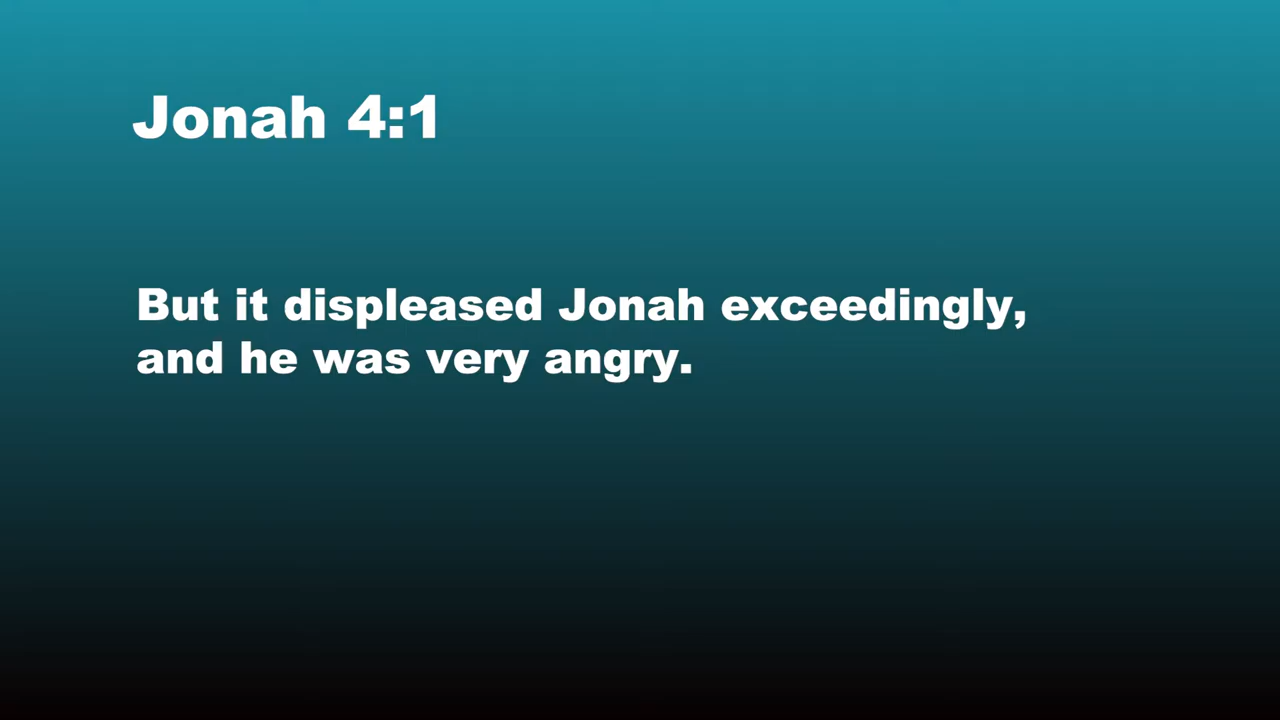 Jonah 4:1
But it displeased Jonah exceedingly,
and he was very angry.